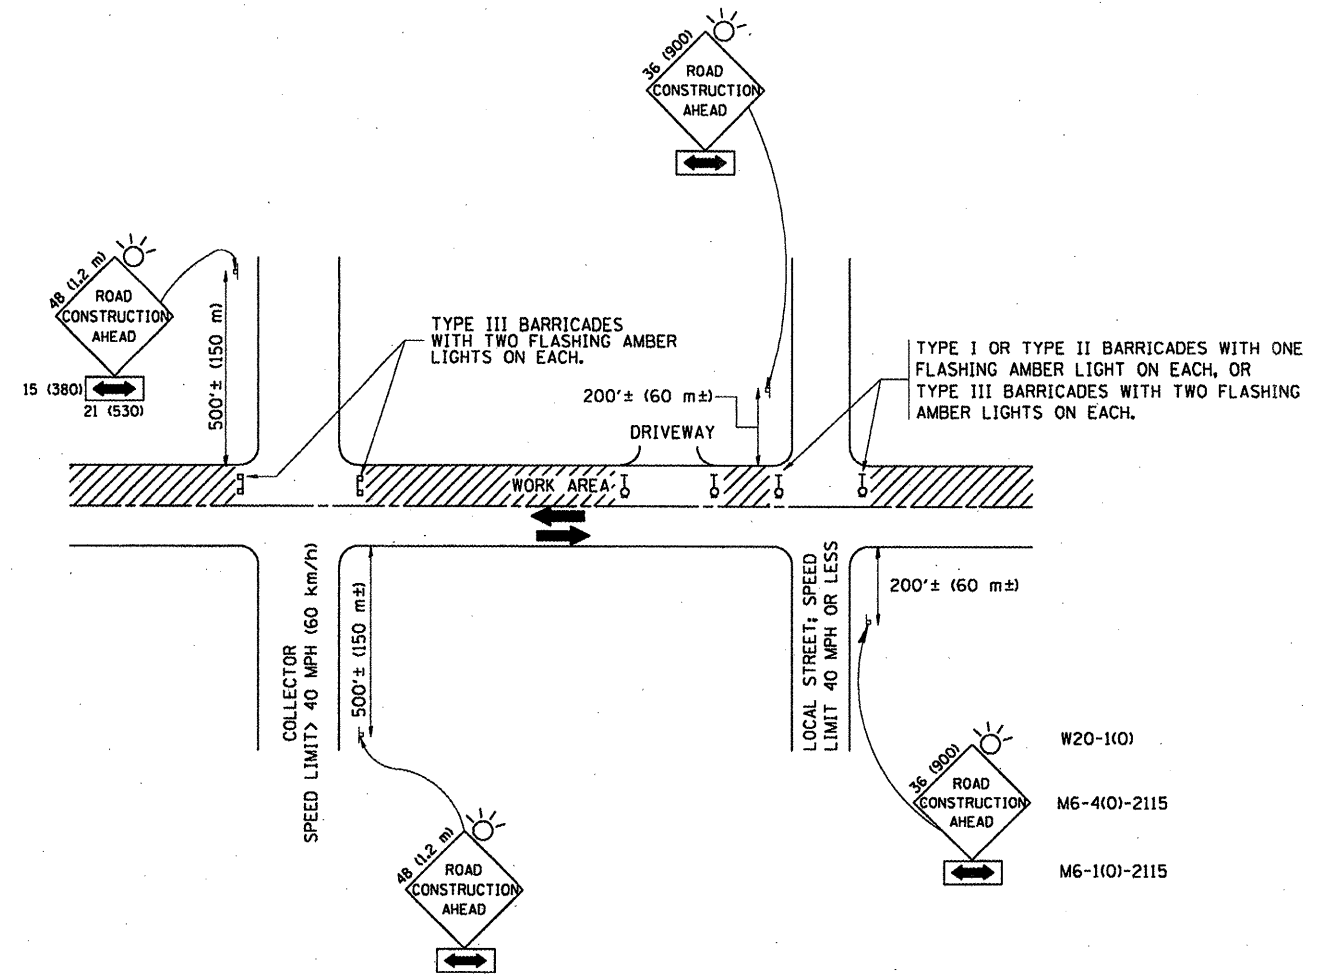 36 (900)
ROAD
CONSTRUCTION
AHEAD
48 (1.2 m)
ROAD
CONSTRUCTION
AHEAD
15 (380)
21 (530)
500'± (150 m)
TYPE III BARRICADES
WITH TWO FLASHING AMBER
LIGHTS ON EACH.
200'± (60 m±)
DRIVEWAY
TYPE I OR TYPE II BARRICADES WITH ONE
FLASHING AMBER LIGHT ON EACH, OR
TYPE III BARRICADES WITH TWO FLASHING
AMBER LIGHTS ON EACH.
WORK AREA
COLLECTOR
SPEED LIMIT> 40 MPH (60 km/h)
500'± (150 m±)
LOCAL STREET; SPEED
LIMIT 40 MPH OR LESS
200'± (60 m±)
48 (1.2 m)
ROAD
CONSTRUCTION
AHEAD
36 (900)
ROAD
CONSTRUCTION
AHEAD
W20-1(O)
M6-4(O)-2115
M6-1(O)-2115